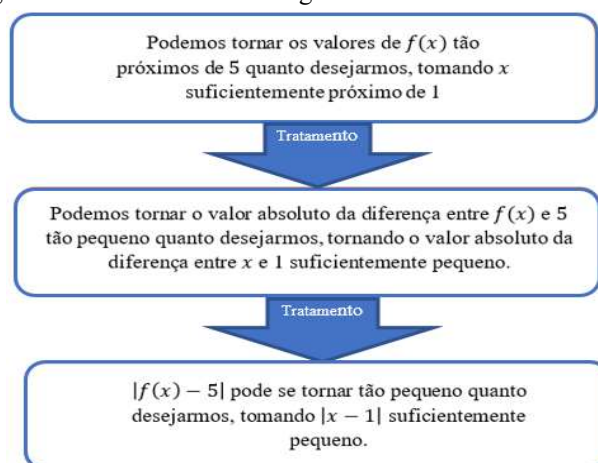 Podemos tornar os valores de f(x) tão
próximos de 5 quanto desejarmos, tomando x
suficientemente próximo de 1
Tratamento
Podemos tornar o valor absoluto da diferença entre f(x) e 5
tão pequeno quanto desejarmos, tornando o valor absoluto da
diferença entre x e 1 suficientemente pequeno.
Tratamento
|f(x) − 5| pode se tornar tão pequeno quanto
desejarmos, tomando |x − 1| suficientemente
pequeno.